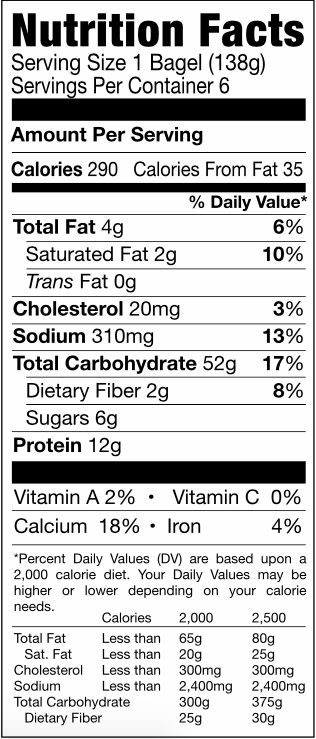 Nutrition Facts
Serving Size 1 Bagel (138g)
Servings Per Container 6
Amount Per Serving
Calories 290 Calories From Fat 35
% Daily Value*
Total Fat 4g 6%
Saturated Fat 2g 10%
Trans Fat 0g
Cholesterol 20mg 3%
Sodium 310mg 13%
Total Carbohydrate 52g 17%
Dietary Fiber 2g 8%
Sugars 6g
Protein 12g
Vitamin A 2% • Vitamin C 0%
Calcium 18% • Iron 4%
*Percent Daily Values (DV) are based upon a
2,000 calorie diet. Your Daily Values may be
higher or lower depending on your calorie
needs.
Calories 2,000 2,500
Total Fat Less than 65g 80g
Sat. Fat Less than 20g 25g
Cholesterol Less than 300mg 300mg
Sodium Less than 2,400mg 2,400mg
Total Carbohydrate 300g 375g
Dietary Fiber 25g 30g